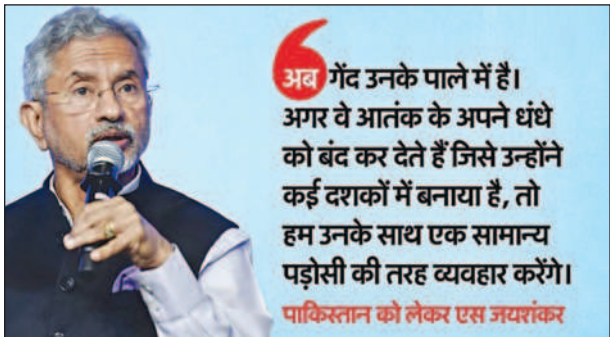 अब गेंद उनके पाले में है।
अगर वे आतंक के अपने धंधे
को बंद कर देते हैं जिसे उन्होंने
कई दशकों में बनाया है, तो
हम उनके साथ एक सामान्य
पड़ोसी की तरह व्यवहार करेंगे।
पाकिस्तान को लेकर एस जयशंकर